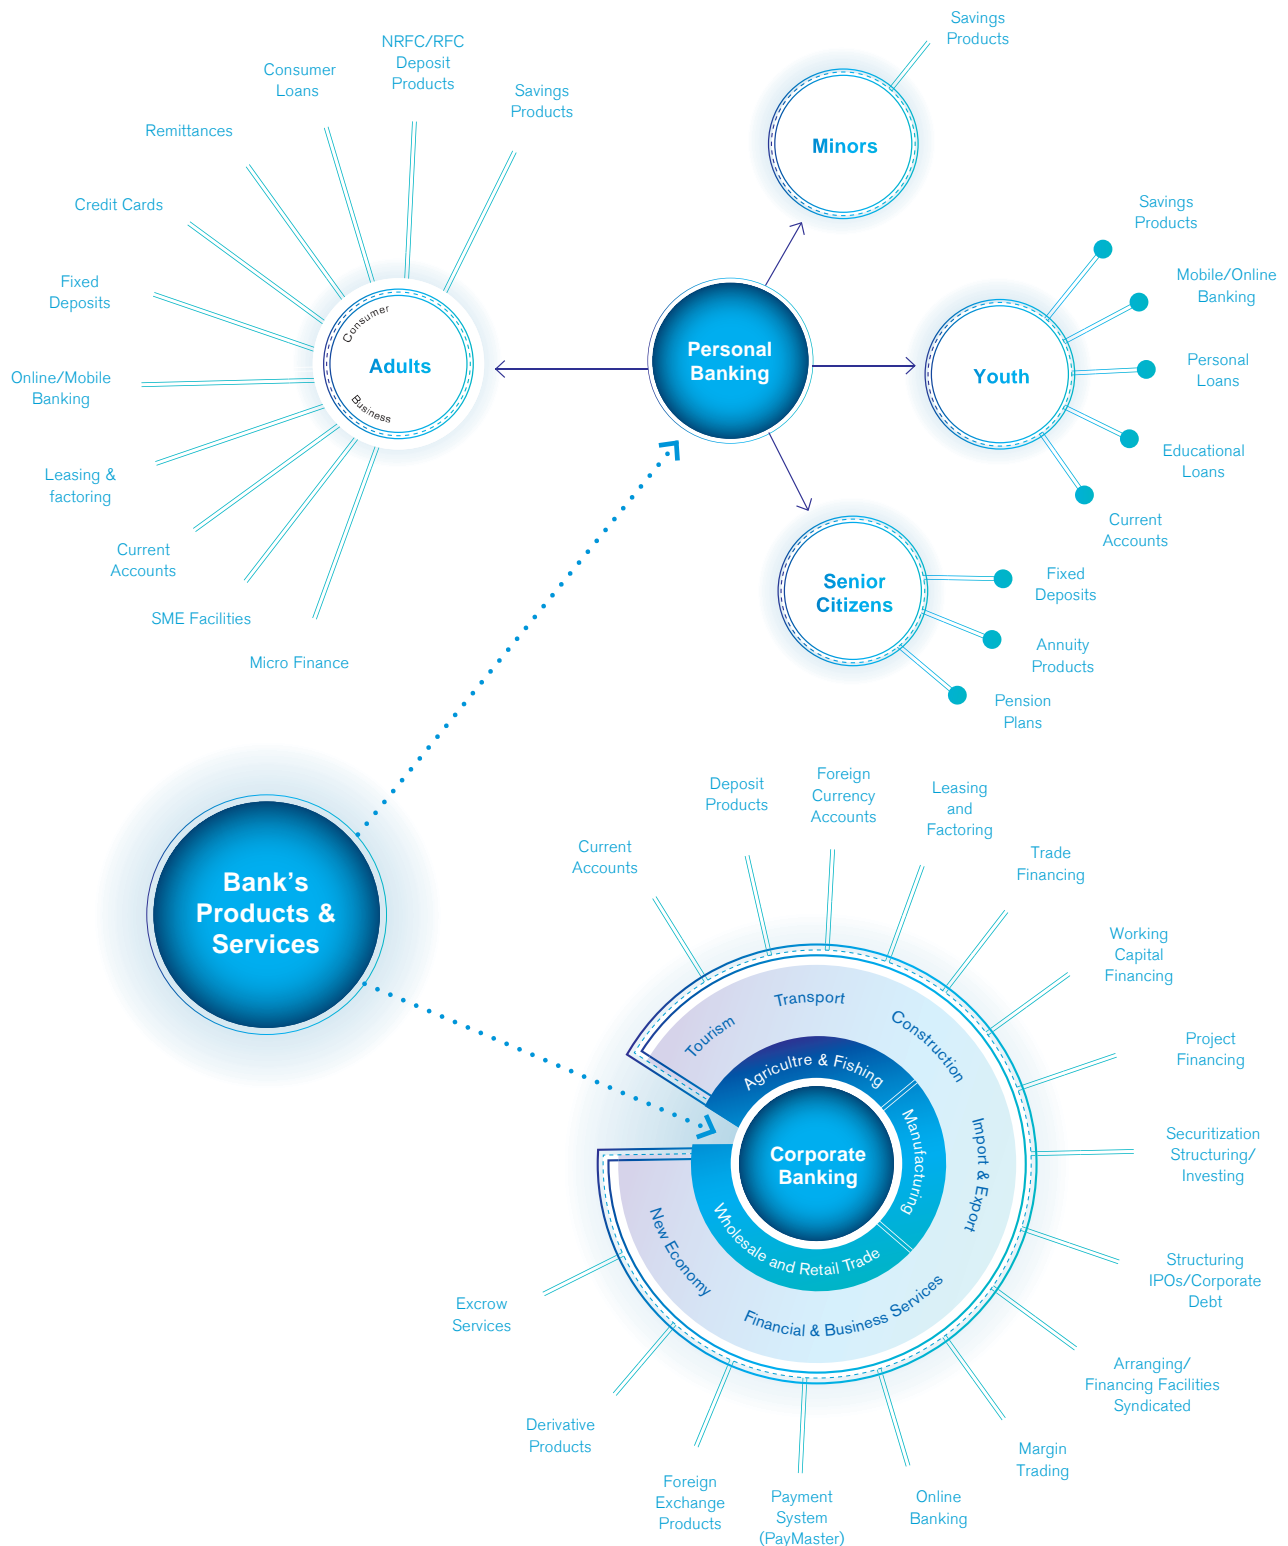 Savings
Products
Minors
NRFC/RFC
Deposit
Products
Consumer
Loans
Savings
Products
Remittances
Credit Cards
Fixed
Deposits
Online/Mobile
Banking
Leasing &
factoring
Current
Accounts
SME Facilities
Micro Finance
Consumer
Adults
Business
Personal
Banking
Youth
Savings
Products
Mobile/Online
Banking
Personal
Loans
Educational
Loans
Current
Accounts
Senior
Citizens
Fixed
Deposits
Annuity
Products
Pension
Plans
Bank’s
Products &
Services
Current
Accounts
Deposit
Products
Foreign
Currency
Accounts
Leasing
and
Factoring
Trade
Financing
Working
Capital
Financing
Project
Financing
Securitization
Structuring/
Investing
Structuring
IPOs/Corporate
Debt
Arranging/
Financing Facilities
Syndicated
Margin
Trading
Online
Banking
Payment
System
(PayMaster)
Foreign
Exchange
Products
Derivative
Products
Excrow
Services
Tourism
Transport
Construction
Import & Export
Financial & Business Services
New Economy
Agricultre & Fishing
Manufacturing
Wholesale and Retail Trade
Corporate
Banking